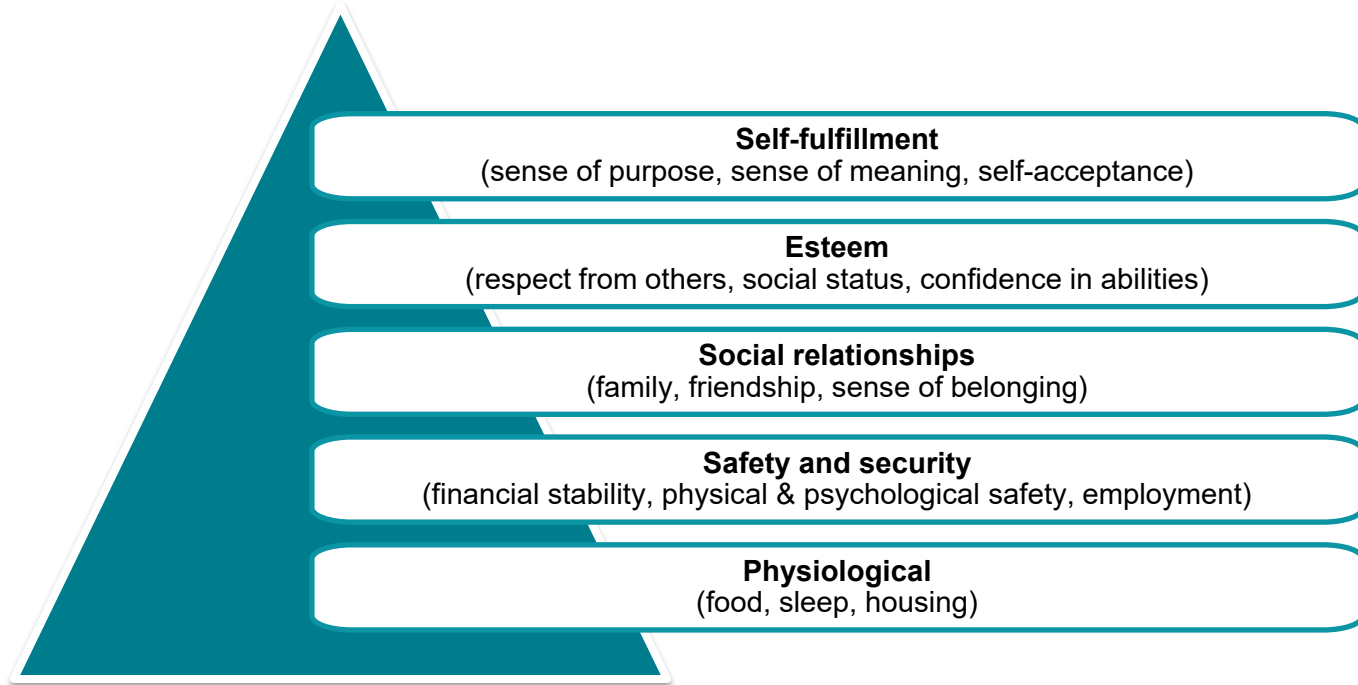 Self-fulfillment
(sense of purpose, sense of meaning, self-acceptance)
Esteem
(respect from others, social status, confidence in abilities)
Social relationships
(family, friendship, sense of belonging)
Safety and security
(financial stability, physical & psychological safety, employment)
Physiological
(food, sleep, housing)